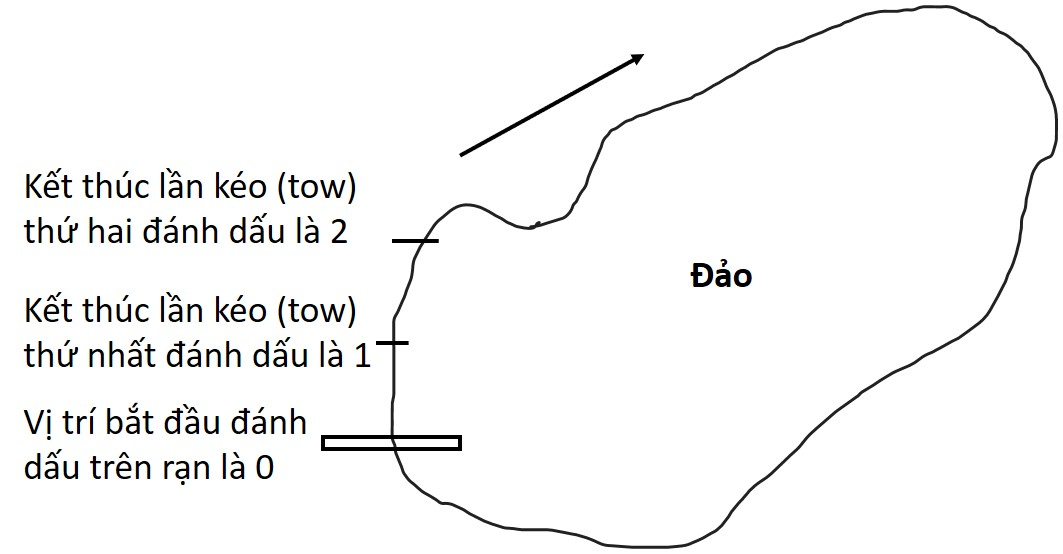 Kết thúc lần kéo (tow)
thứ hai đánh dấu là 2
Kết thúc lần kéo (tow)
thứ nhất đánh dấu là 1
Vị trí bắt đầu đánh
dấu trên rạn là 0
Đảo